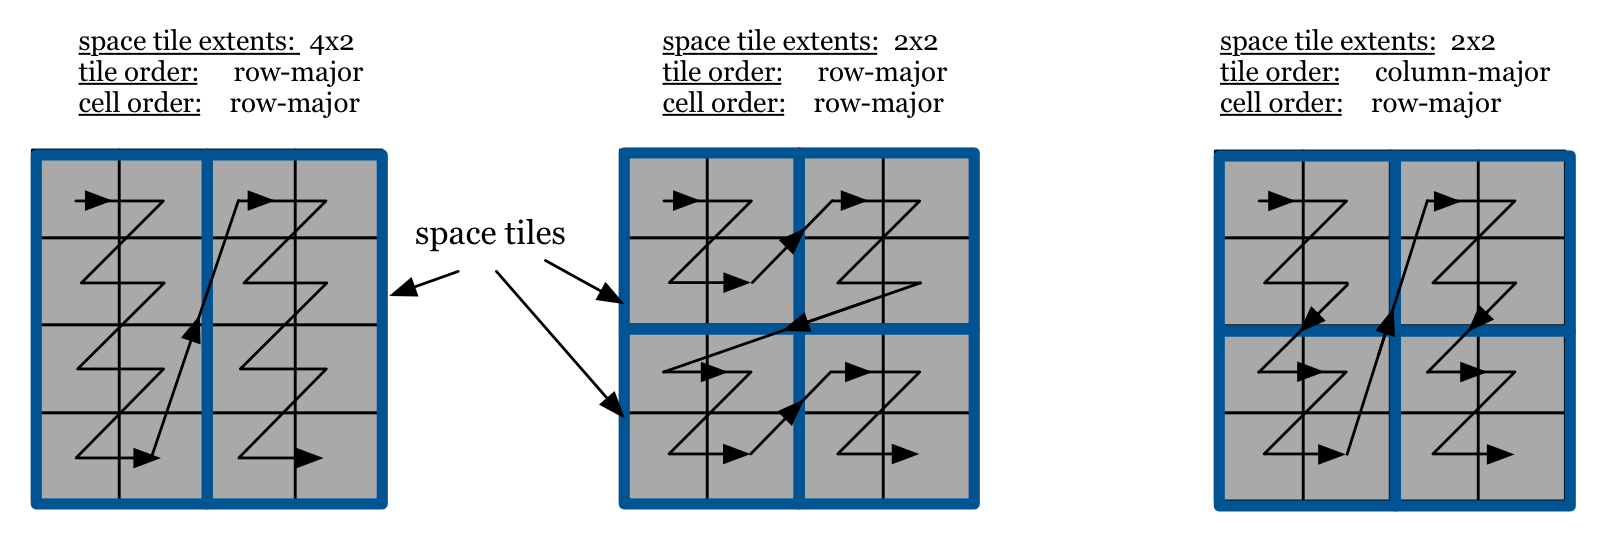 space tile extents: 4x2
tile order: row-major
cell order: row-major
space tile extents: 2x2
tile order: row-major
cell order: row-major
space tile extents: 2x2
tile order: column-major
cell order: row-major
space tiles